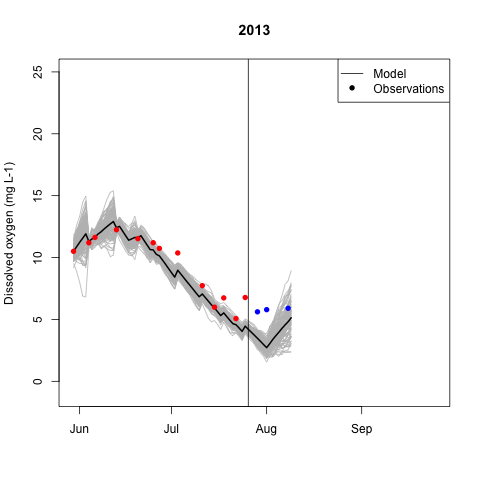 2013
Model
Observations
Dissolved oxygen (mg L-1)
25
20
15
10
5
0
Jun
Jul
Aug
Sep